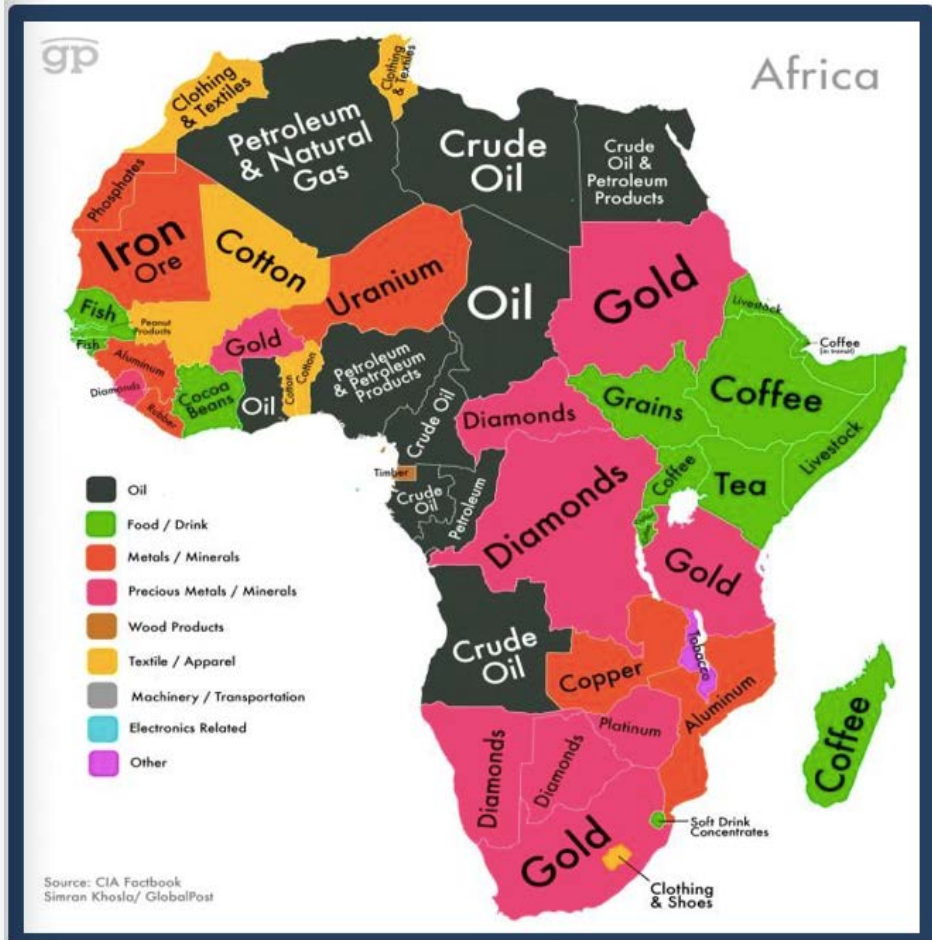 gp
Africa
Clothing
& Textiles
Clothing
& Textiles
Petroleum
& Natural
Gas
Crude
Oil
Crude
Oil &
Petroleum
Products
Phosphates
Iron
Ore
Cotton
Uranium
Oil
Gold
Livestock
Coffee
(in transit)
Fish
Peanut
Products
Fish
Gold
Aluminum
Diamonds
Rubber
Cocoa
Beans
Oil
Cotton
Cotton
Petroleum &
Petroleum
Products
Crude Oil
Diamonds
Grains
Coffee
Livestock
Timber
Crude
Oil
Petroleum
Diamonds
Coffee
Tea
Gold
Crude
Oil
Copper
Tobacco
Aluminum
Platinum
Diamonds
Diamonds
Coffee
Gold
Soft Drink
Concentrates
Clothing
& Shoes
Oil
Food / Drink
Metals / Minerals
Precious Metals / Minerals
Wood Products
Textile / Apparel
Machinery / Transportation
Electronics Related
Other
Source: CIA Factbook
Simran Khosla/ GlobalPost